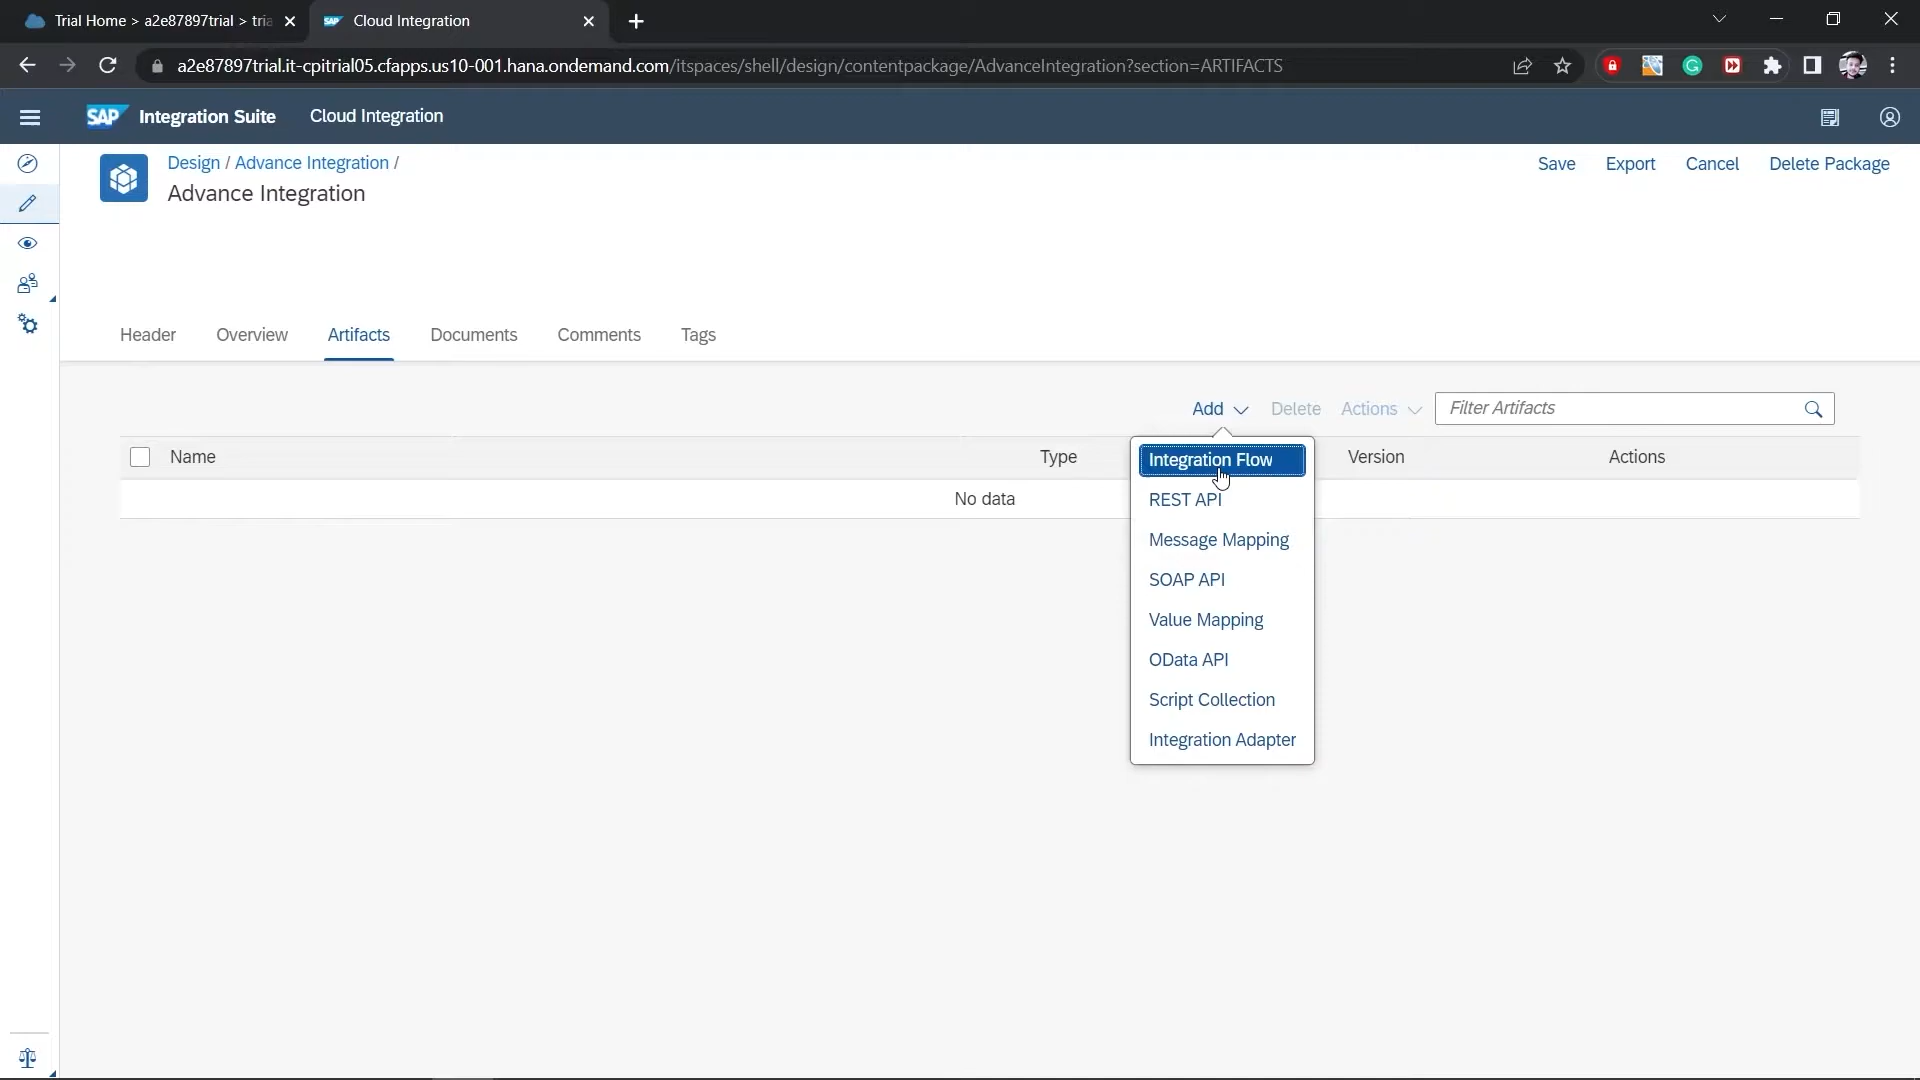 Trial Home > a2e87897trial > tria
Cloud Integration
a2e87897trial.it-cpitrial05.cfapps.us10-001.hana.ondemand.com/itspaces/shell/design/contentpackage/AdvanceIntegration?section=ARTIFACTS
SAP Integration Suite Cloud Integration
Design / Advance Integration /
Save Export Cancel Delete Package
Advance Integration
Header Overview Artifacts Documents Comments Tags
Add Delete Actions Filter Artifacts
Name Type Version Actions
No data
Integration Flow
REST API
Message Mapping
SOAP API
Value Mapping
OData API
Script Collection
Integration Adapter